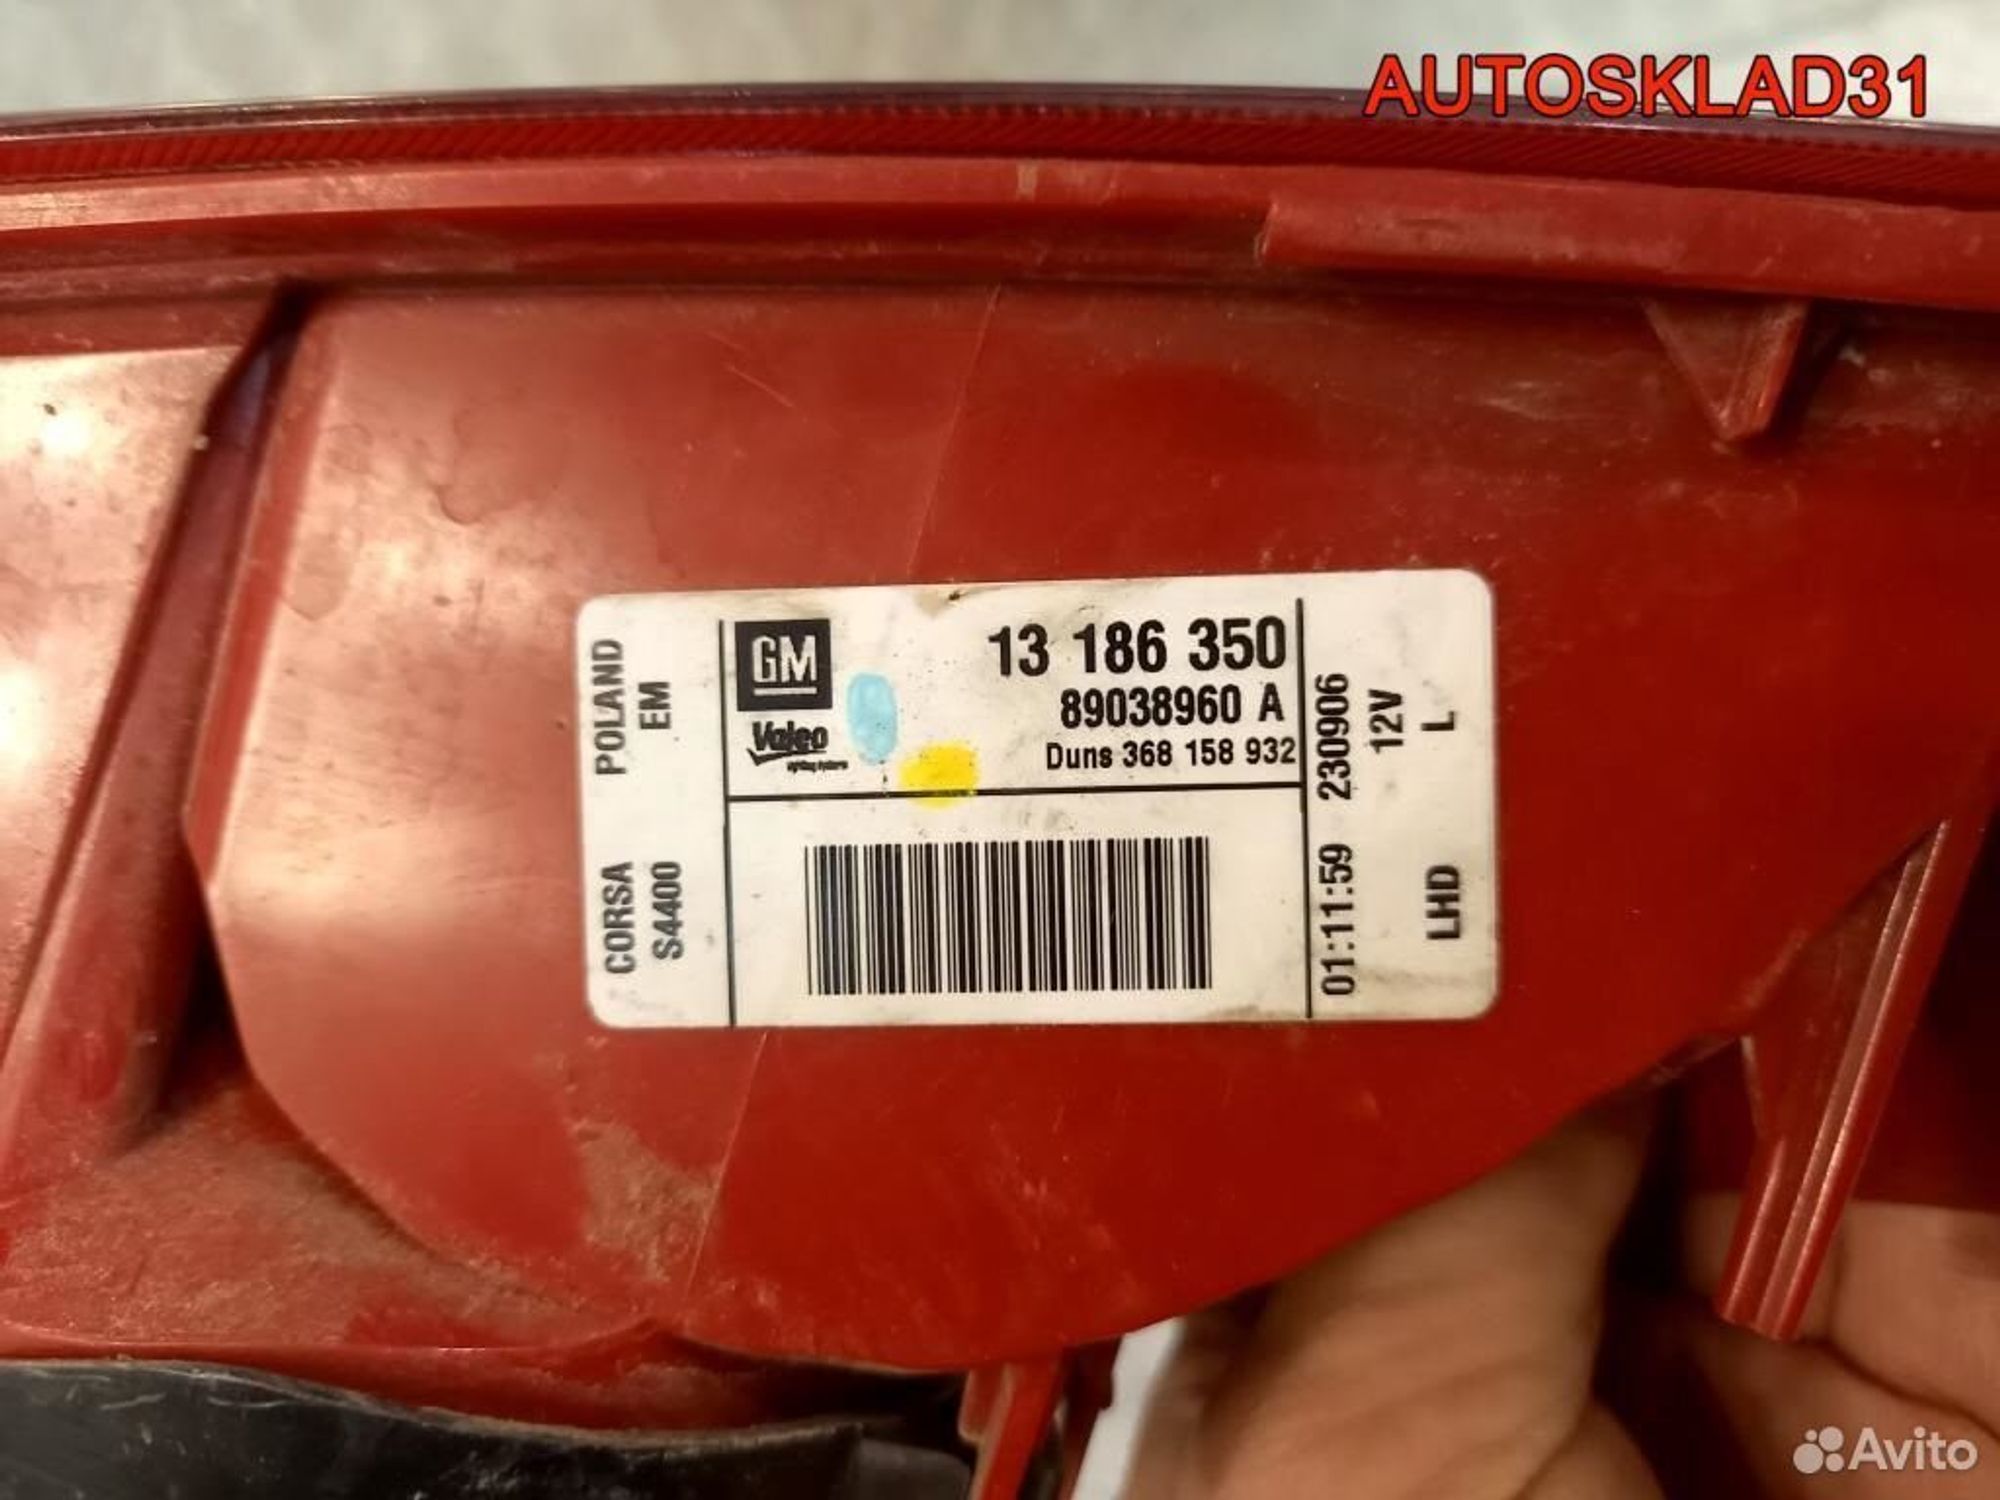 AUTOSKLAD31
POLAND
EM
CORSA
S4400
GM
Valeo
13 186 350
89038960 A
Duns 368 158 932
01:11:59 230906
12V
LHD L
Avito